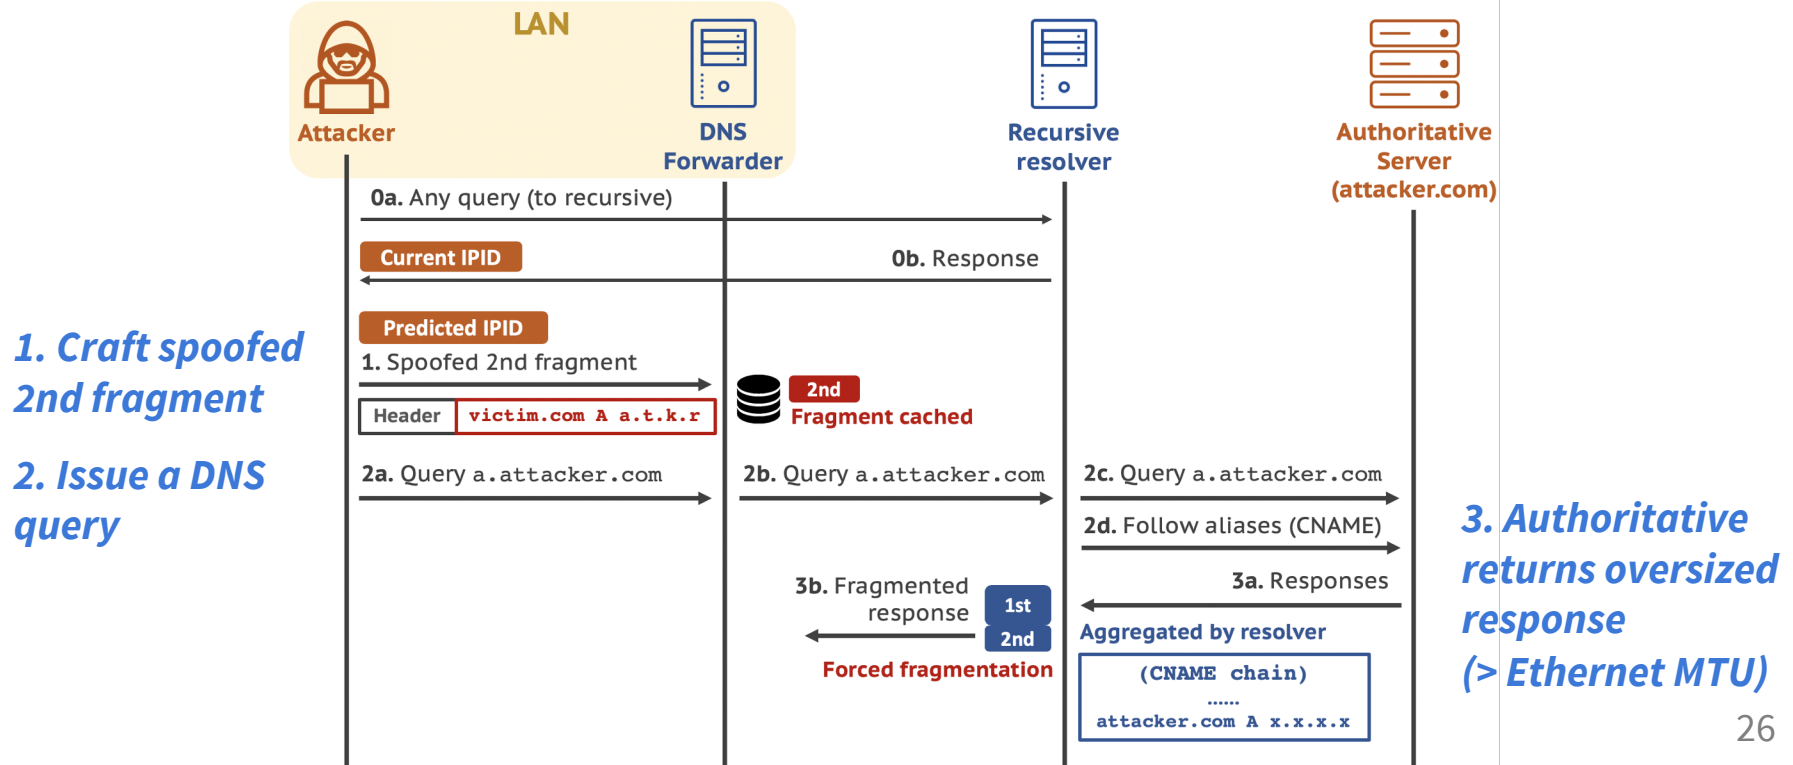 LAN
Attacker
DNS
Forwarder
Recursive
resolver
Authoritative
Server
(attacker.com)
0a. Any query (to recursive)
Current IPID
0b. Response
Predicted IPID
1. Craft spoofed
2nd fragment
1. Spoofed 2nd fragment
Header
victim.com A a.t.k.r
2nd
Fragment cached
2. Issue a DNS
query
2a. Query a.attacker.com
2b. Query a.attacker.com
2c. Query a.attacker.com
2d. Follow aliases (CNAME)
3. Authoritative
returns oversized
response
(> Ethernet MTU)
3a. Responses
3b. Fragmented
response
1st
2nd
Forced fragmentation
Aggregated by resolver
(CNAME chain)
......
attacker.com A x.x.x.x
26